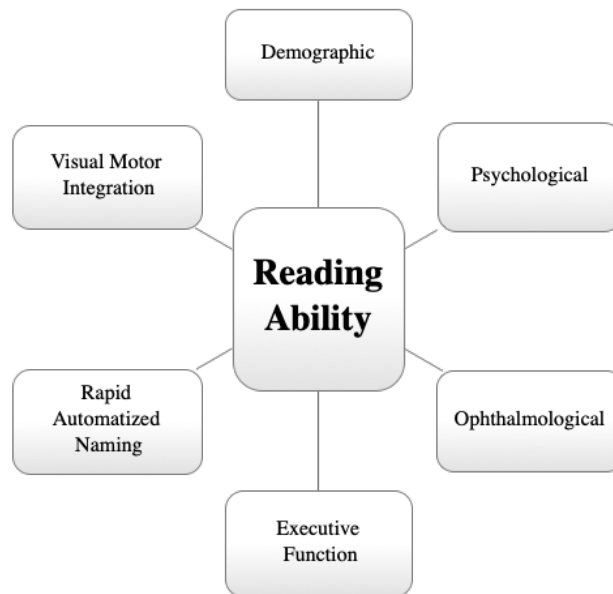 Demographic
Visual Motor
Integration
Psychological
Reading
Ability
Rapid
Automatized
Naming
Ophthalmological
Executive
Function